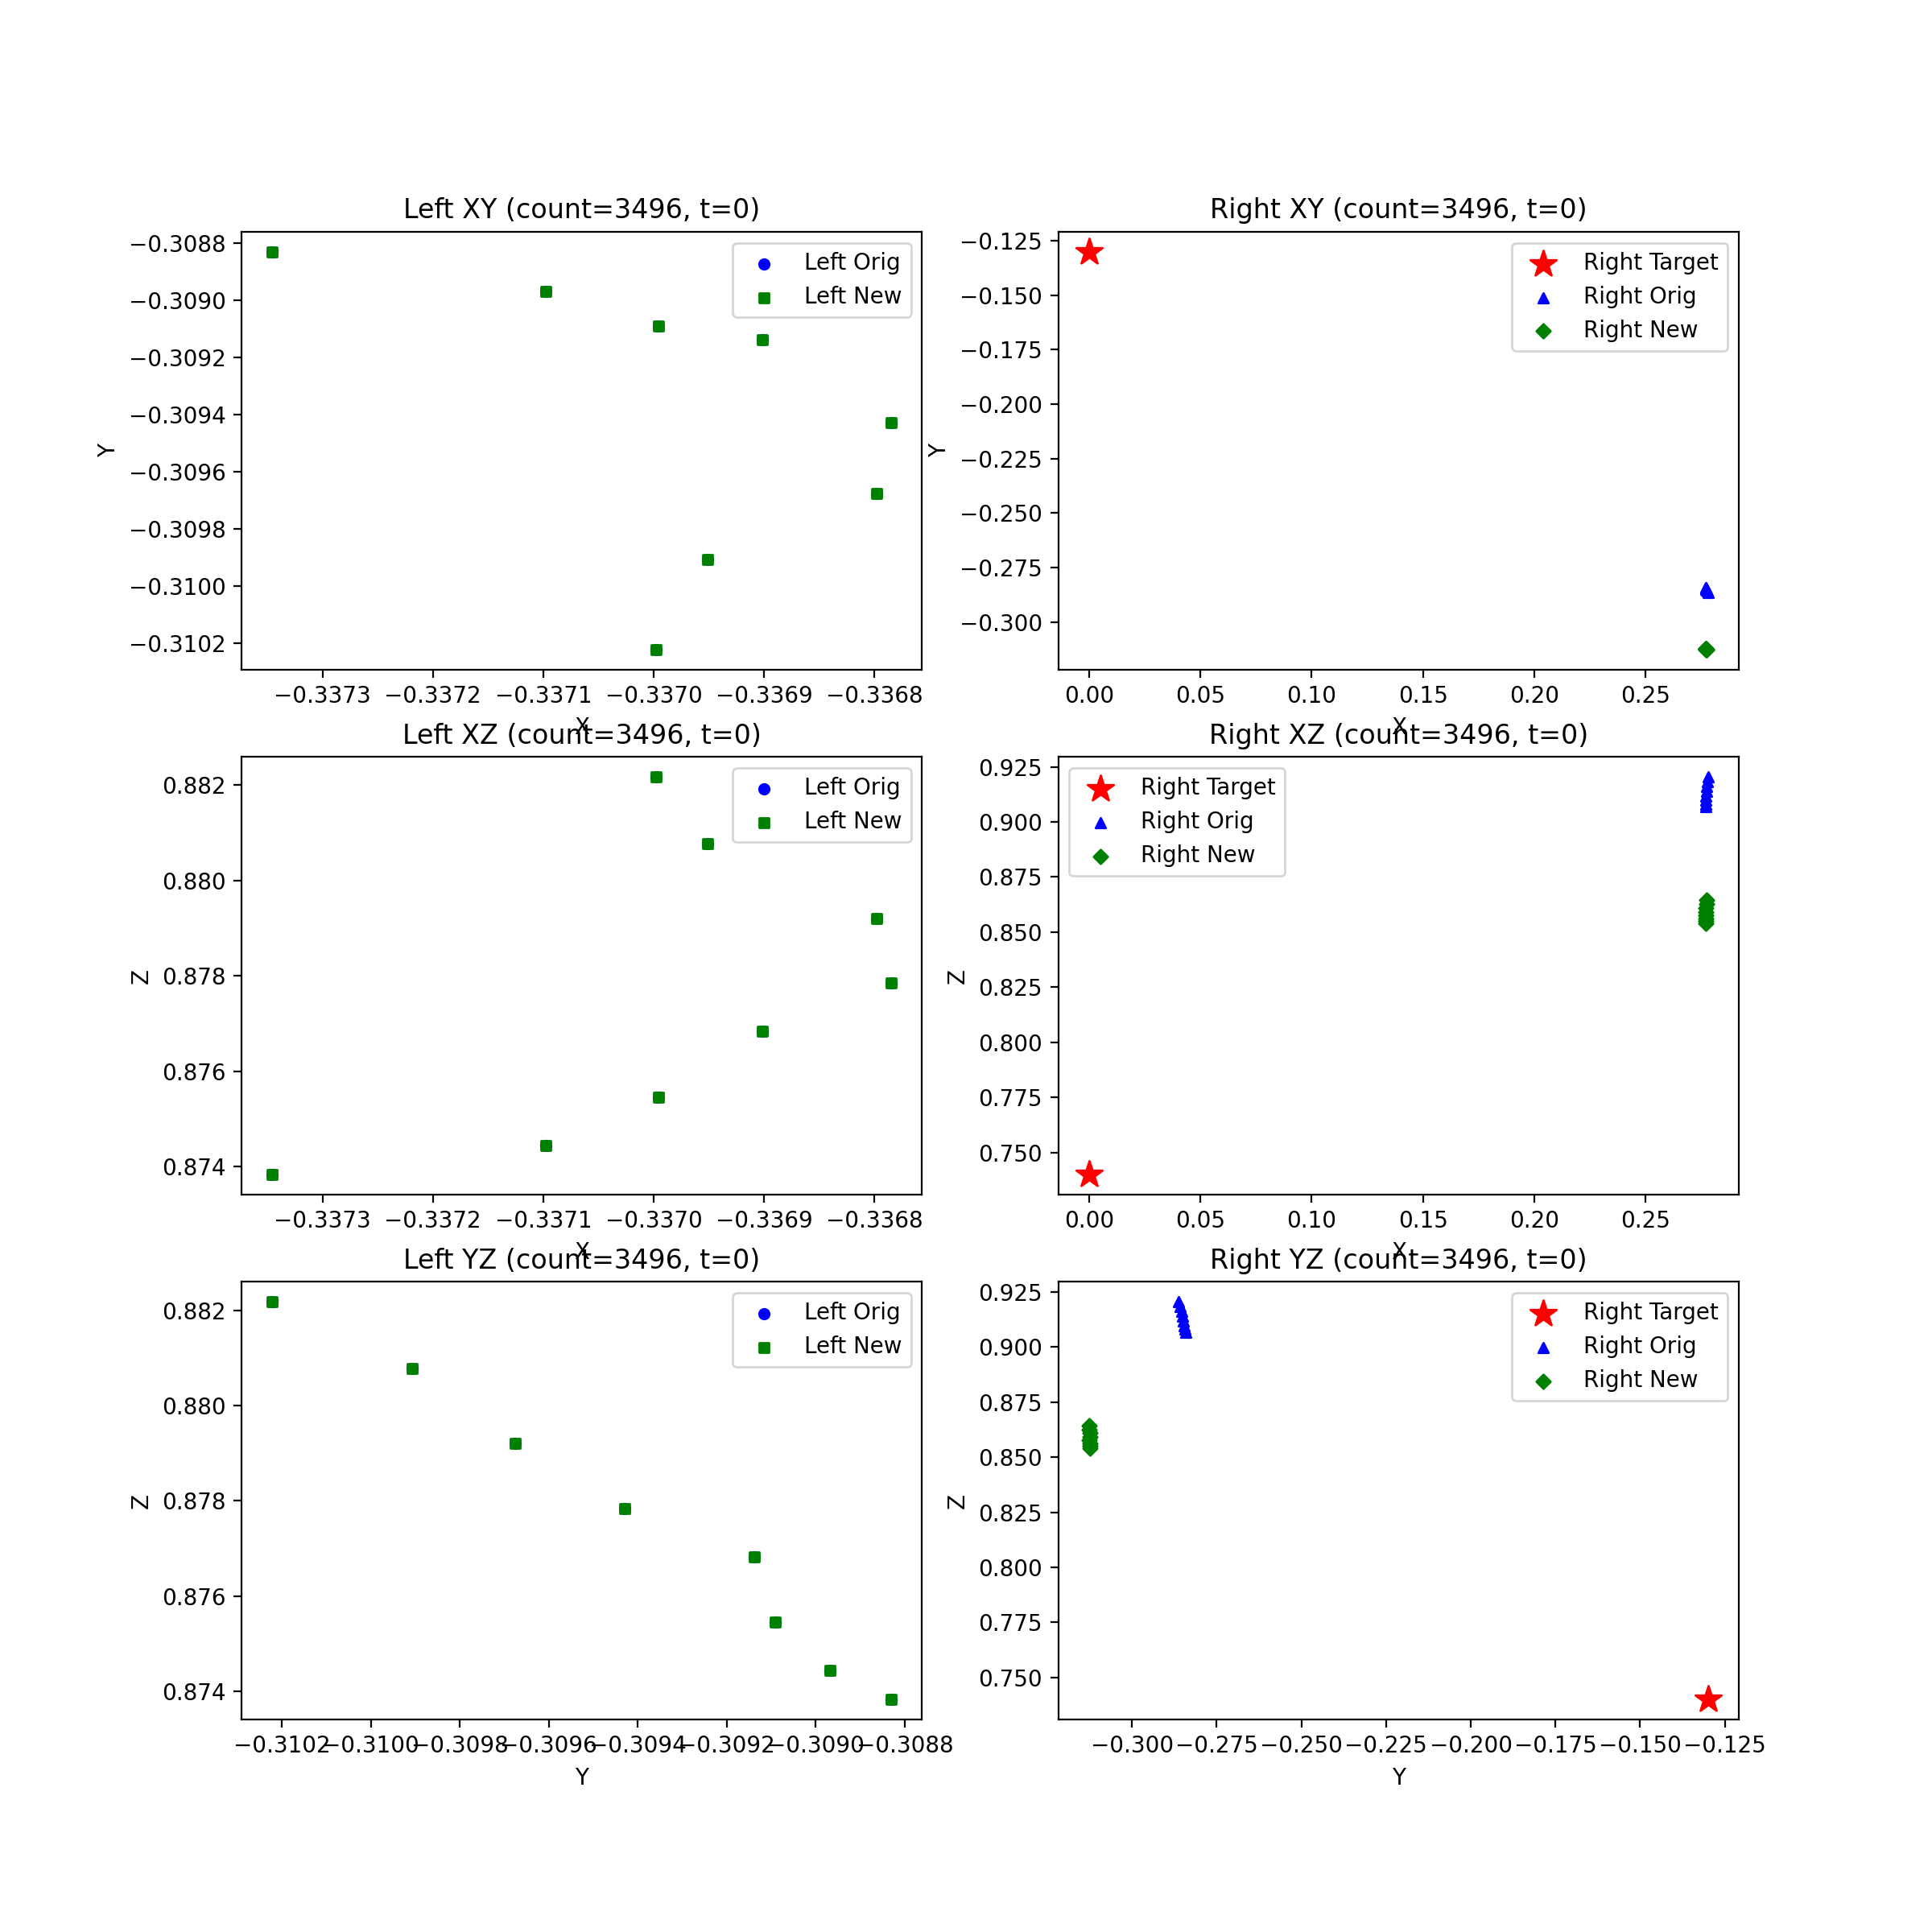 Left XY (count=3496, t=0)
−0.3088
−0.3090
−0.3092
−0.3094
−0.3096
−0.3098
−0.3100
−0.3102
Y
Left Orig
Left New
−0.3373 −0.3372 −0.3371 −0.3370 −0.3369 −0.3368
X
Right XY (count=3496, t=0)
−0.125
−0.150
−0.175
−0.200
−0.225
−0.250
−0.275
−0.300
Y
Right Target
Right Orig
Right New
0.00 0.05 0.10 0.15 0.20 0.25
X
Left XZ (count=3496, t=0)
0.882
0.880
0.878
0.876
0.874
Z
Left Orig
Left New
−0.3373 −0.3372 −0.3371 −0.3370 −0.3369 −0.3368
X
Right XZ (count=3496, t=0)
0.925
0.900
0.875
0.850
0.825
0.800
0.775
0.750
Z
Right Target
Right Orig
Right New
0.00 0.05 0.10 0.15 0.20 0.25
X
Left YZ (count=3496, t=0)
0.882
0.880
0.878
0.876
0.874
Z
Left Orig
Left New
−0.3102 −0.3100 −0.3098 −0.3096 −0.3094 −0.3092 −0.3090 −0.3088
Y
Right YZ (count=3496, t=0)
0.925
0.900
0.875
0.850
0.825
0.800
0.775
0.750
Z
Right Target
Right Orig
Right New
−0.300 −0.275 −0.250 −0.225 −0.200 −0.175 −0.150 −0.125
Y